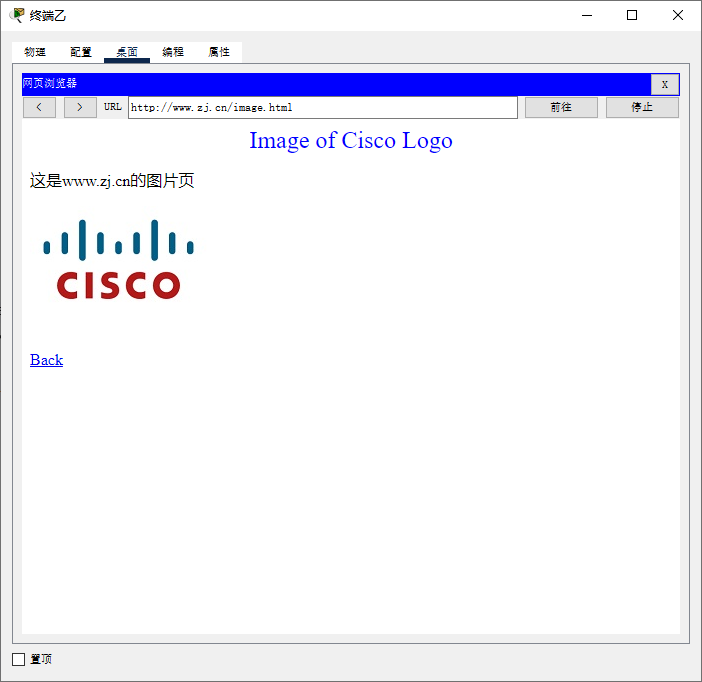 终端乙
物理 配置 桌面 编程 属性
网页浏览器 X
< > URL http://www.zj.cn/image.html 前往 停止
Image of Cisco Logo
这是www.zj.cn的图片页
CISCO
Back
置顶